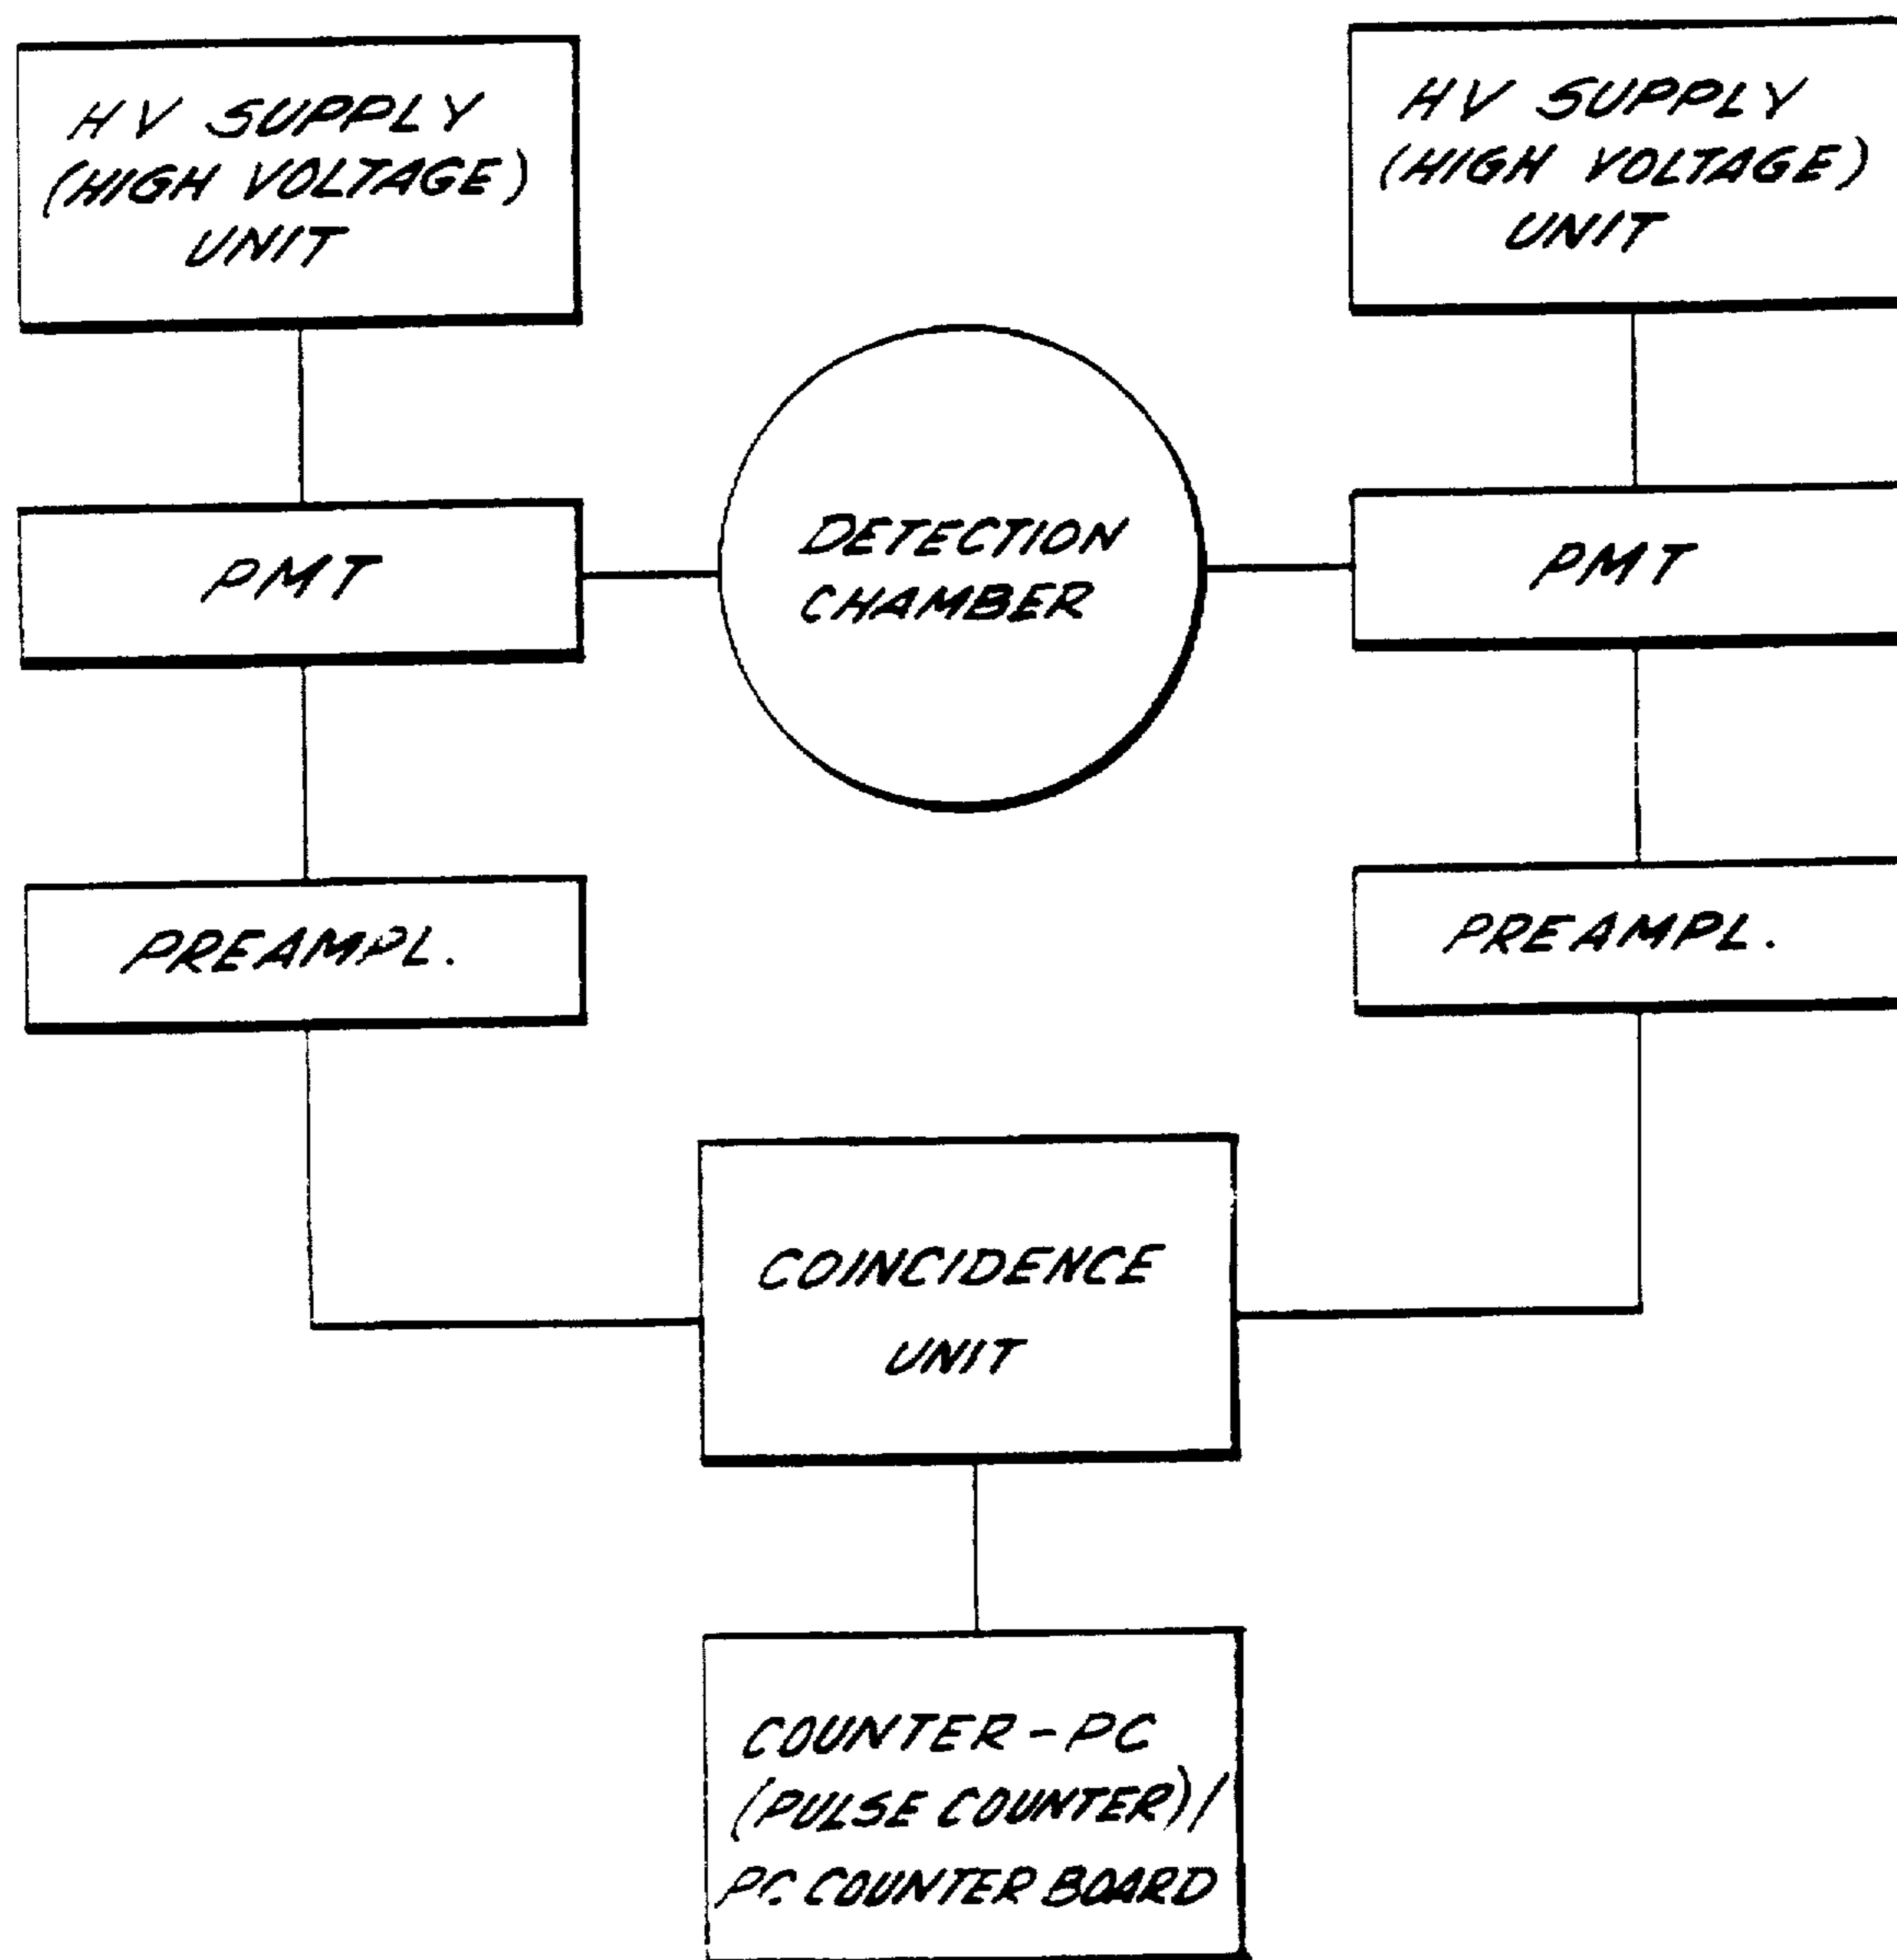 HV SUPPLY
(HIGH VOLTAGE)
UNIT
HV SUPPLY
(HIGH VOLTAGE)
UNIT
PMT
DETECTION
CHAMBER
PMT
PREAMPL.
PREAMPL.
COINCIDENCE
UNIT
COUNTER-PC
(PULSE COUNTER)/
PC COUNTER BOARD